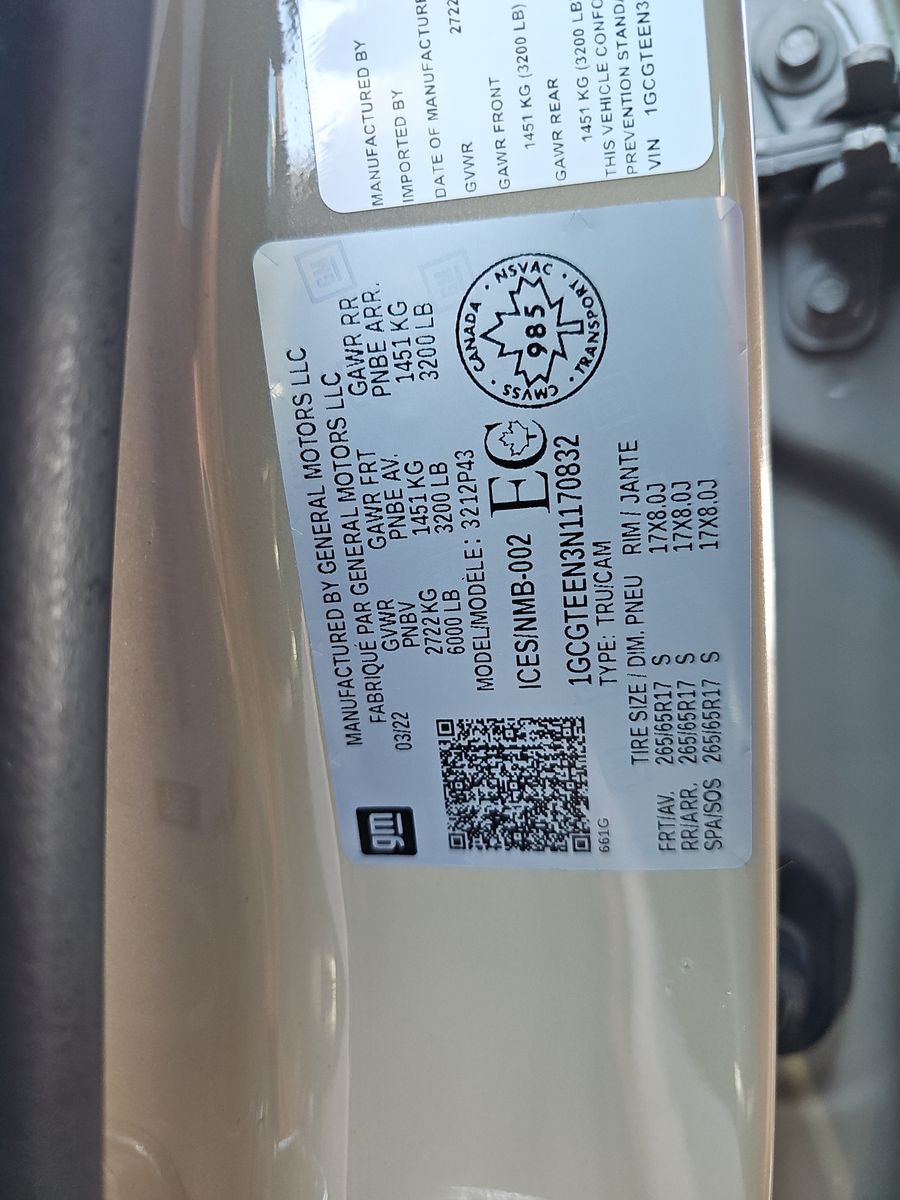 MANUFACTURED BY
IMPORTED BY
DATE OF MANUFACTURE
GVWR 2722
GAWR FRONT
1451 KG (3200 LB)
GAWR REAR
1451 KG (3200 LB
THIS VEHICLE CONFO
PREVENTION STANDA
VIN 1GCGTEEN3
MANUFACTURED BY GENERAL MOTORS LLC
FABRIQUÉ PAR GENERAL MOTORS LLC
03/22 GVWR GAWR FRT GAWR RR
PNBV PNBE AV. PNBE ARR.
2722 KG 1451 KG 1451 KG
6000 LB 3200 LB 3200 LB
MODEL/MODÈLE: 3212P43
ICES/NMB-002 EC
CANADA · NSVAC · TRANSPORT · CMVSS ·
985
1GCGTEEN3N1170832
TYPE: TRU/CAM
TIRE SIZE / DIM. PNEU RIM / JANTE
FRT/AV. 265/65R17 S 17X8.0J
RR/ARR. 265/65R17 S 17X8.0J
SPA/SOS 265/65R17 S 17X8.0J
gm
661G
GM
GM